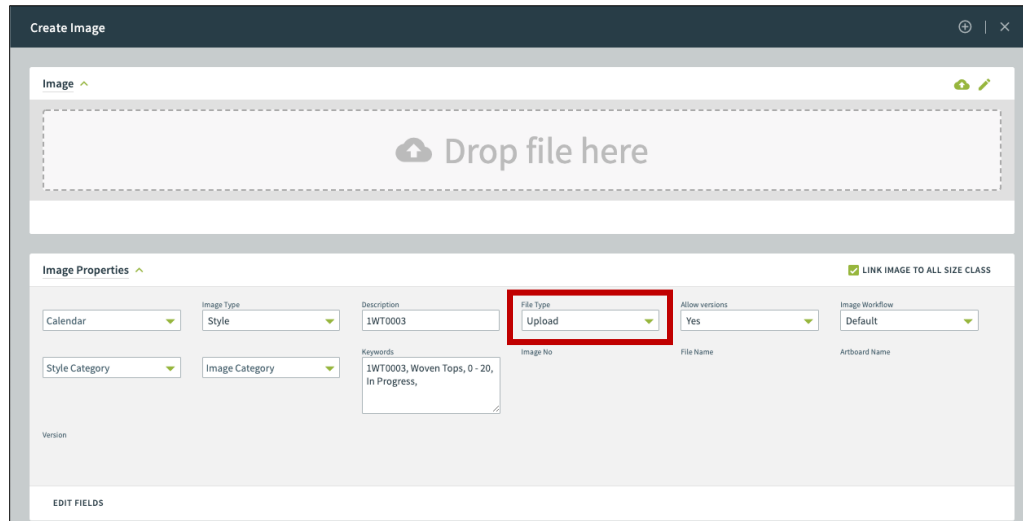 Create Image
Image
Drop file here
Image Properties
LINK IMAGE TO ALL SIZE CLASS
Calendar
Image Type
Style
Description
1WT0003
File Type
Upload
Allow versions
Yes
Image Workflow
Default
Style Category
Image Category
Keywords
1WT0003, Woven Tops, 0 - 20,
In Progress,
Image No
File Name
Artboard Name
Version
EDIT FIELDS